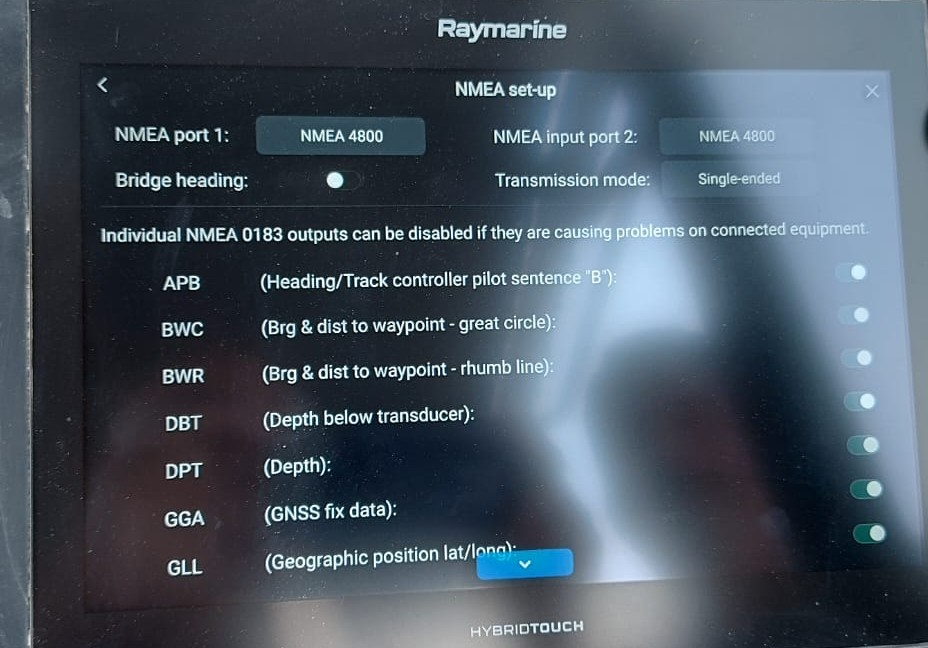 Raymarine
NMEA set-up
NMEA port 1: NMEA 4800 NMEA input port 2: NMEA 4800
Bridge heading: Transmission mode: Single-ended
Individual NMEA 0183 outputs can be disabled if they are causing problems on connected equipment.
APB (Heading/Track controller pilot sentence "B"):
BWC (Brg & dist to waypoint - great circle):
BWR (Brg & dist to waypoint - rhumb line):
DBT (Depth below transducer):
DPT (Depth):
GGA (GNSS fix data):
GLL (Geographic position lat/long):
HYBRIDTOUCH